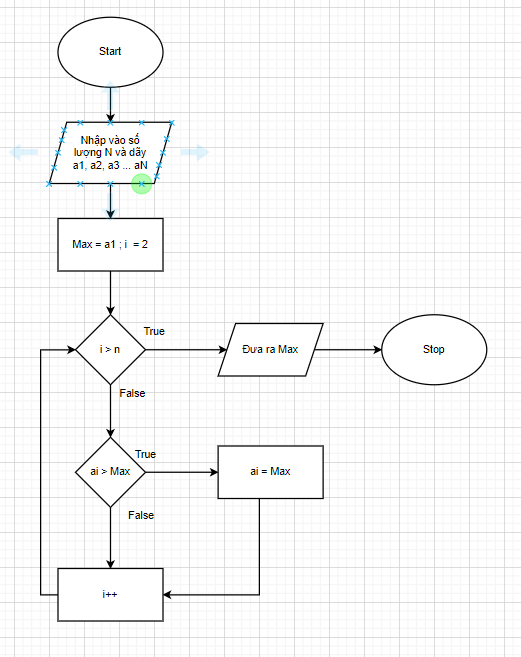 Start
Nhập vào số
lượng N và dãy
a1, a2, a3 ... aN
Max = a1 ; i = 2
i > n
True
Đưa ra Max
Stop
False
ai > Max
True
ai = Max
False
i++